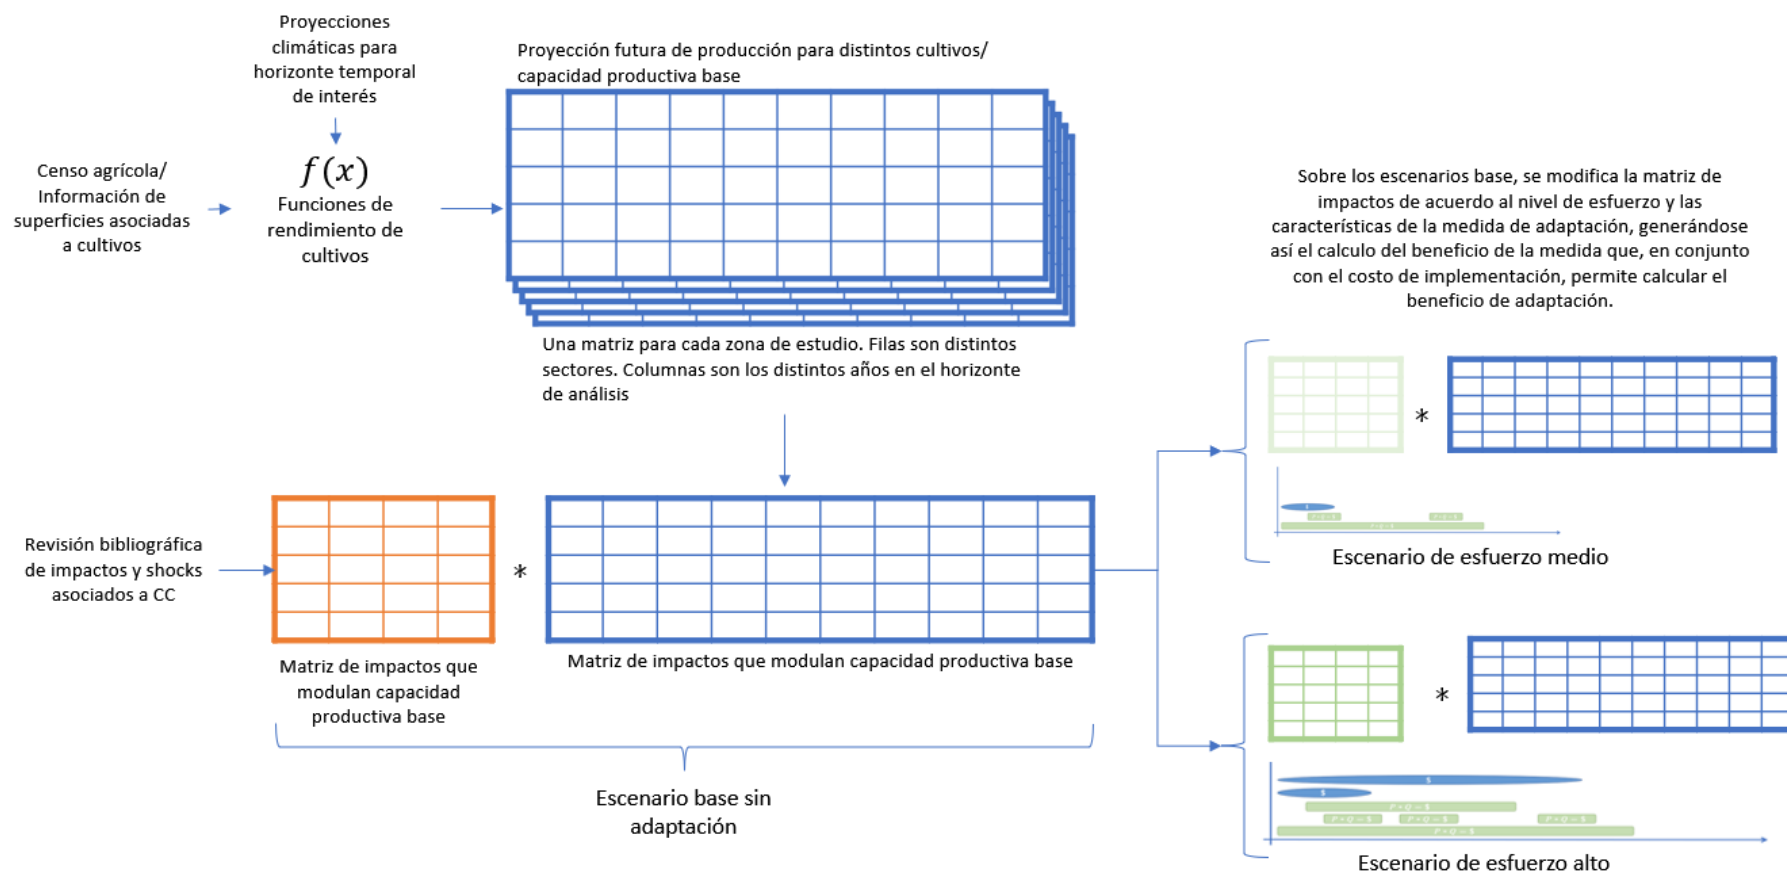 Proyecciones
climáticas para
horizonte temporal
de interés
Proyección futura de producción para distintos cultivos/
capacidad productiva base
Censo agrícola/
Información de
superficies asociadas
a cultivos
f(x)
Funciones de
rendimiento de
cultivos
Una matriz para cada zona de estudio. Filas son distintos
sectores. Columnas son los distintos años en el horizonte
de análisis
Sobre los escenarios base, se modifica la matriz de
impactos de acuerdo al nivel de esfuerzo y las
características de la medida de adaptación, generándose
así el calculo del beneficio de la medida que, en conjunto
con el costo de implementación, permite calcular el
beneficio de adaptación.
Revisión bibliográfica
de impactos y shocks
asociados a CC
*
Matriz de impactos que
modulan capacidad
productiva base
Matriz de impactos que modulan capacidad productiva base
Escenario base sin
adaptación
*
$
P * Q = $
P * Q = $
P * Q = $
Escenario de esfuerzo medio
*
$
$
P * Q = $
P * Q = $
P * Q = $
P * Q = $
P * Q = $
Escenario de esfuerzo alto